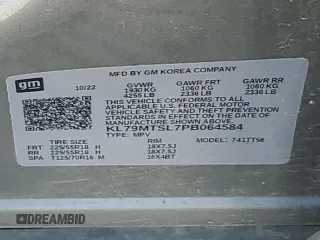 MFD BY GM KOREA COMPANY
gm
10/22
GVWR GAWR FRT GAWR RR
1930 KG 1060 KG 1060 KG
4255 LB 2336 LB 2336 LB
THIS VEHICLE CONFORMS TO ALL
APPLICABLE U.S. FEDERAL MOTOR
VEHICLE SAFETY AND THEFT PREVENTION
STANDARDS IN EFFECT ON THE DATE OF
MANUFACTURE SHOWN ABOVE.
KL79MTSL7PB064584
TYPE: MPV MODEL: 741TT56
TIRE SIZE RIM
FRT 225/55R18 H 18X7.5J
RR 225/55R18 H 18X7.5J
SPA T125/70R16 M 16X4BT
DREAMBID